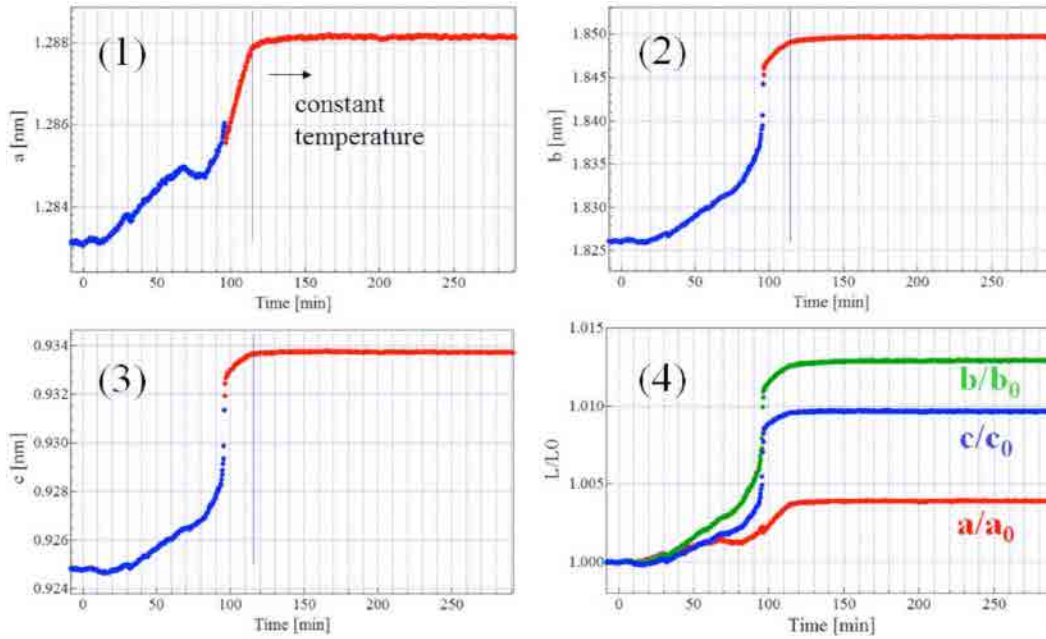 (1)
a [nm]
1.288
1.286
1.284
constant
temperature
0 50 100 150 200 250
Time [min]
(2)
b [nm]
1.850
1.845
1.840
1.835
1.830
1.825
0 50 100 150 200 250
Time [min]
(3)
c [nm]
0.934
0.932
0.930
0.928
0.926
0.924
0 50 100 150 200 250
Time [min]
(4)
L/L0
1.015
1.010
1.005
1.000
b/b₀
c/c₀
a/a₀
0 50 100 150 200 250
Time [min]